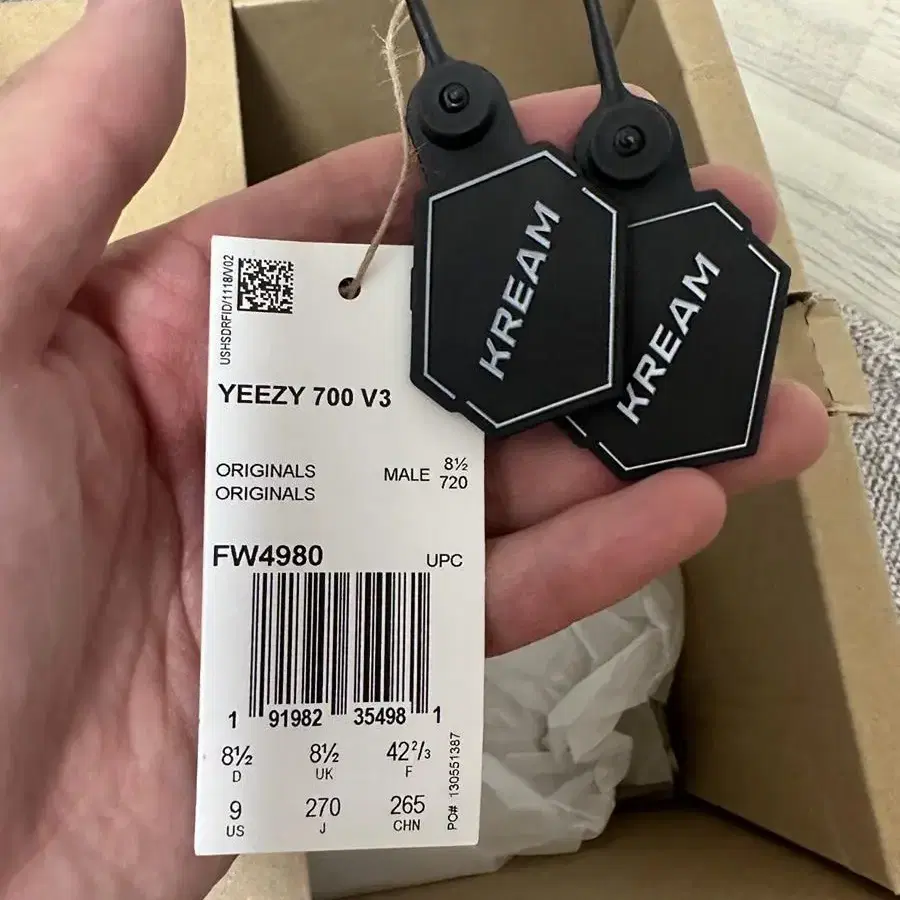 KREAM
KREAM
USHSDRFID/1118/V02
YEEZY 700 V3
ORIGINALS
ORIGINALS
MALE 8½
720
FW4980
UPC
1 91982 35498 1
8½ 8½ 42²/₃
D UK F
9 270 265
US J CHN
PO# 130551387